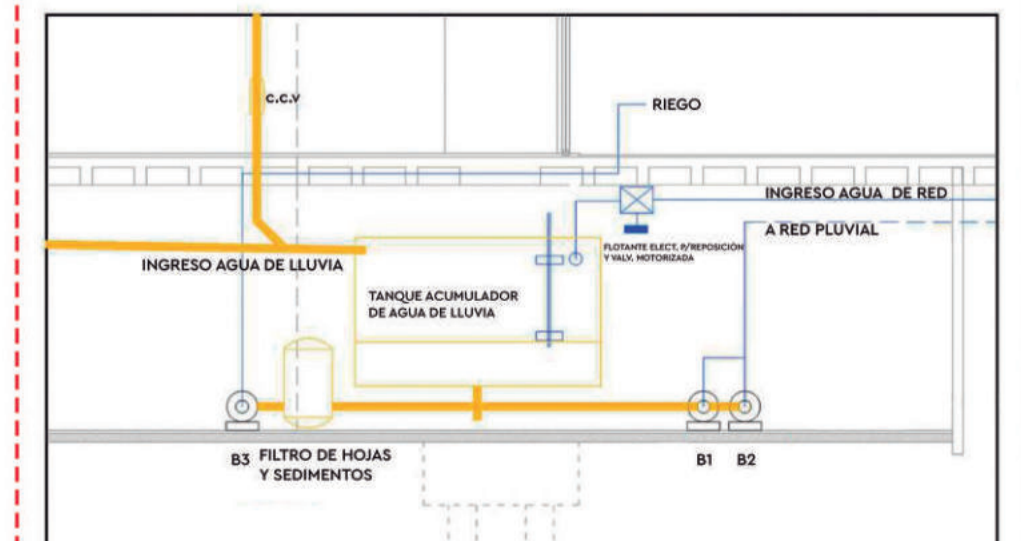 C.C.V
RIEGO
INGRESO AGUA DE RED
A RED PLUVIAL
FLOTANTE ELECT. P/REPOSICIÓN
Y VALV. MOTORIZADA
INGRESO AGUA DE LLUVIA
TANQUE ACUMULADOR
DE AGUA DE LLUVIA
B3
FILTRO DE HOJAS
Y SEDIMENTOS
B1
B2